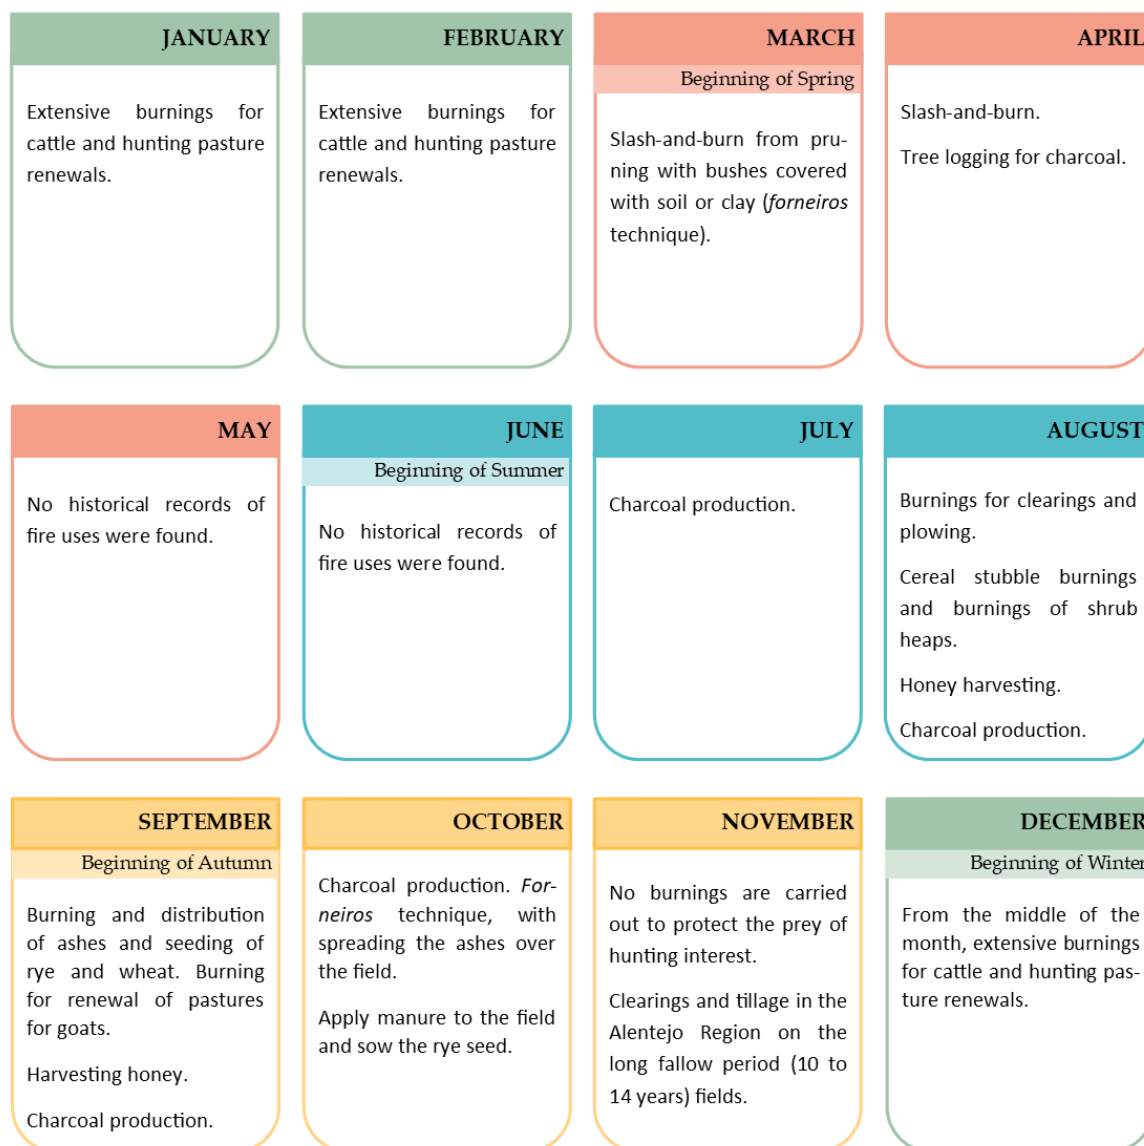 JANUARY
Extensive burnings for
cattle and hunting pasture
renewals.
FEBRUARY
Extensive burnings for
cattle and hunting pasture
renewals.
MARCH
Beginning of Spring
Slash-and-burn from pru-
ning with bushes covered
with soil or clay (forneiros
technique).
APRIL
Slash-and-burn.
Tree logging for charcoal.
MAY
No historical records of
fire uses were found.
JUNE
Beginning of Summer
No historical records of
fire uses were found.
JULY
Charcoal production.
AUGUST
Burnings for clearings and
plowing.
Cereal stubble burnings
and burnings of shrub
heaps.
Honey harvesting.
Charcoal production.
SEPTEMBER
Beginning of Autumn
Burning and distribution
of ashes and seeding of
rye and wheat. Burning
for renewal of pastures
for goats.
Harvesting honey.
Charcoal production.
OCTOBER
Charcoal production. For-
neiros technique, with
spreading the ashes over
the field.
Apply manure to the field
and sow the rye seed.
NOVEMBER
No burnings are carried
out to protect the prey of
hunting interest.
Clearings and tillage in the
Alentejo Region on the
long fallow period (10 to
14 years) fields.
DECEMBER
Beginning of Winter
From the middle of the
month, extensive burnings
for cattle and hunting pas-
ture renewals.